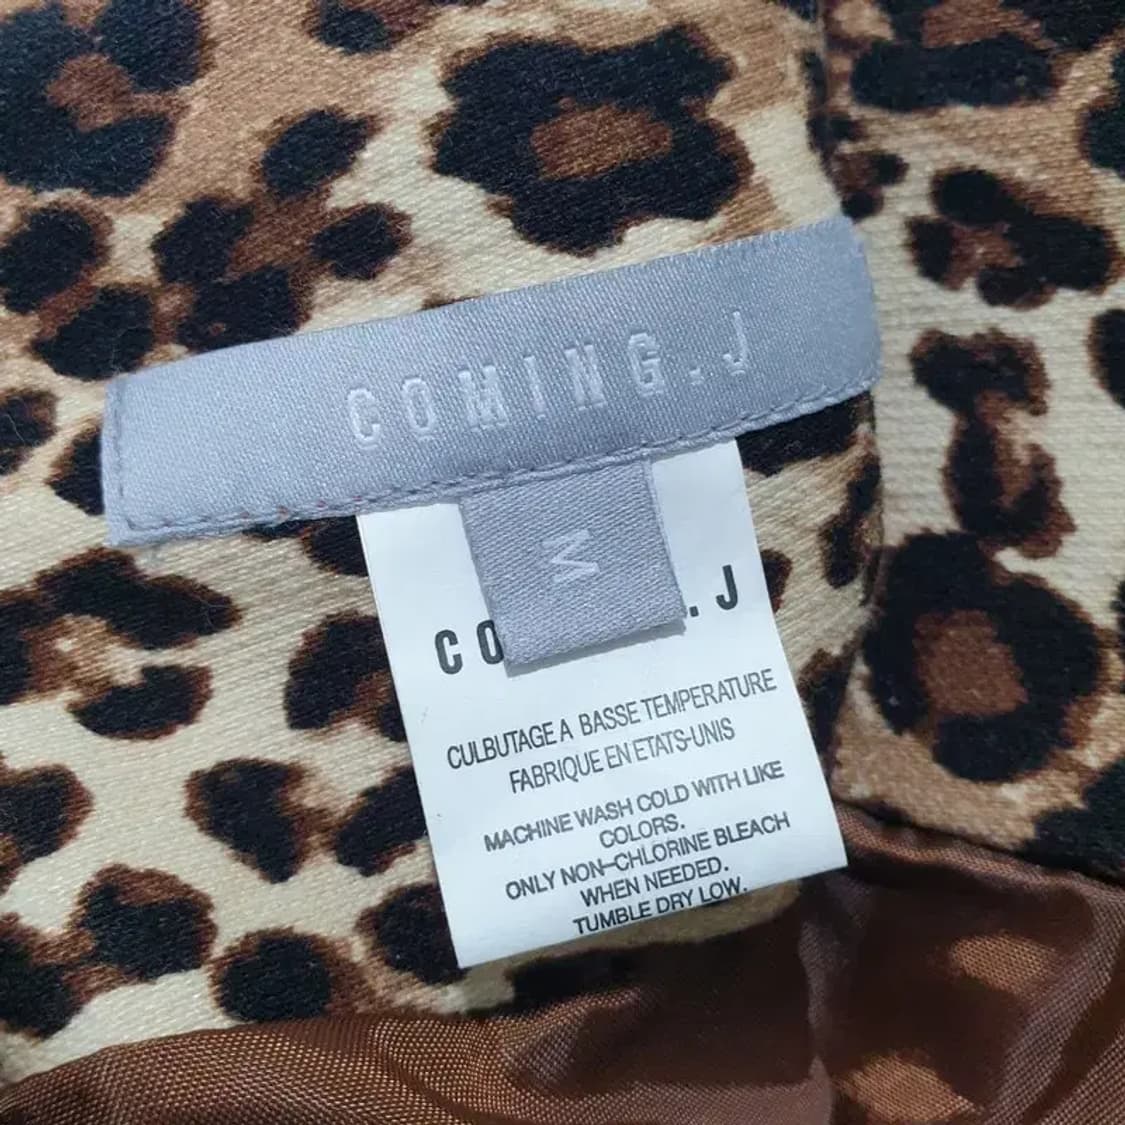 COMING.J
M
CO .J
CULBUTAGE A BASSE TEMPERATURE
FABRIQUE EN ETATS-UNIS
MACHINE WASH COLD WITH LIKE
COLORS.
ONLY NON-CHLORINE BLEACH
WHEN NEEDED.
TUMBLE DRY LOW.